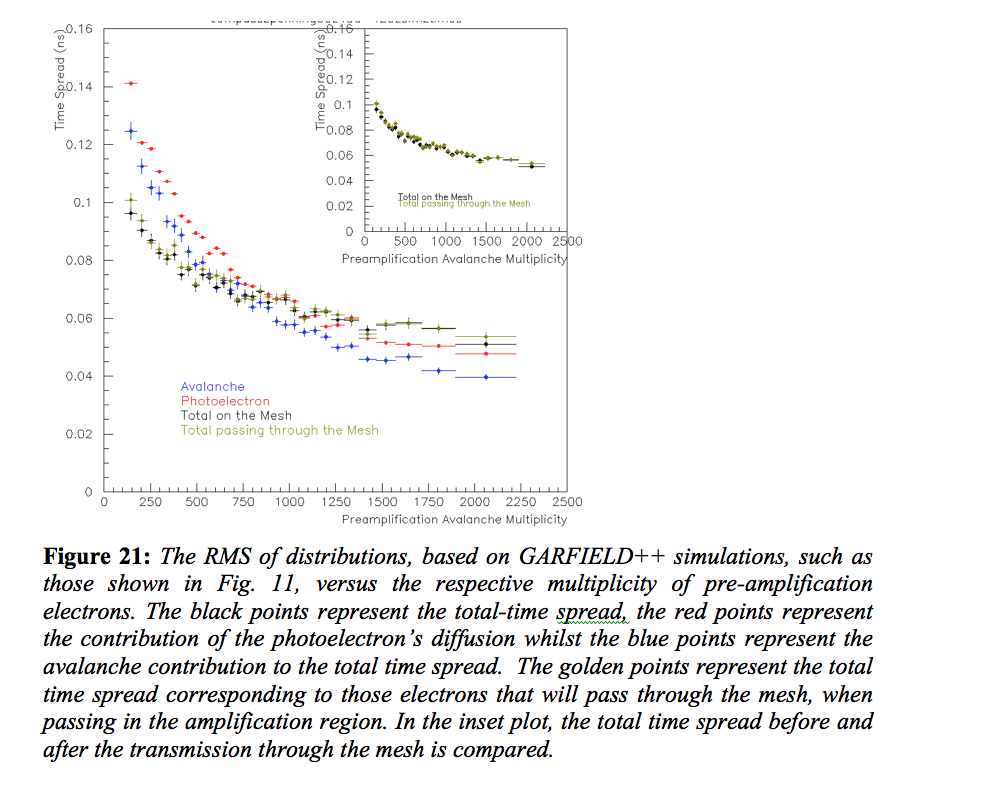 Time Spread (ns)
0.16
0.14
0.12
0.1
0.08
0.06
0.04
0.02
0
0 250 500 750 1000 1250 1500 1750 2000 2250 2500
Preamplification Avalanche Multiplicity
Avalanche
Photoelectron
Total on the Mesh
Total passing through the Mesh
Time Spread (ns)
0.16
0.14
0.12
0.1
0.08
0.06
0.04
0.02
0
0 500 1000 1500 2000 2500
Preamplification Avalanche Multiplicity
Total on the Mesh
Total passing through the Mesh
Figure 21: The RMS of distributions, based on GARFIELD++ simulations, such as
those shown in Fig. 11, versus the respective multiplicity of pre-amplification
electrons. The black points represent the total-time spread, the red points represent
the contribution of the photoelectron's diffusion whilst the blue points represent the
avalanche contribution to the total time spread. The golden points represent the total
time spread corresponding to those electrons that will pass through the mesh, when
passing in the amplification region. In the inset plot, the total time spread before and
after the transmission through the mesh is compared.